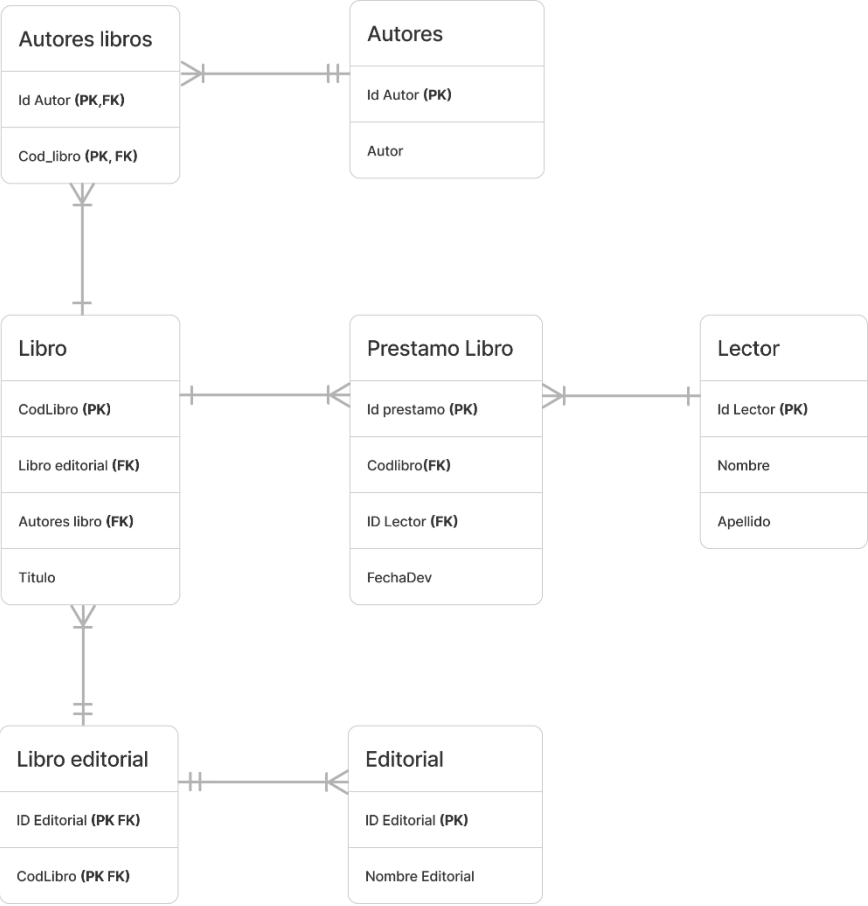 Autores libros
Id Autor (PK,FK)
Cod_libro (PK, FK)
Autores
Id Autor (PK)
Autor
Libro
CodLibro (PK)
Libro editorial (FK)
Autores libro (FK)
Titulo
Prestamo Libro
Id prestamo (PK)
Codlibro(FK)
ID Lector (FK)
FechaDev
Lector
Id Lector (PK)
Nombre
Apellido
Libro editorial
ID Editorial (PK FK)
CodLibro (PK FK)
Editorial
ID Editorial (PK)
Nombre Editorial